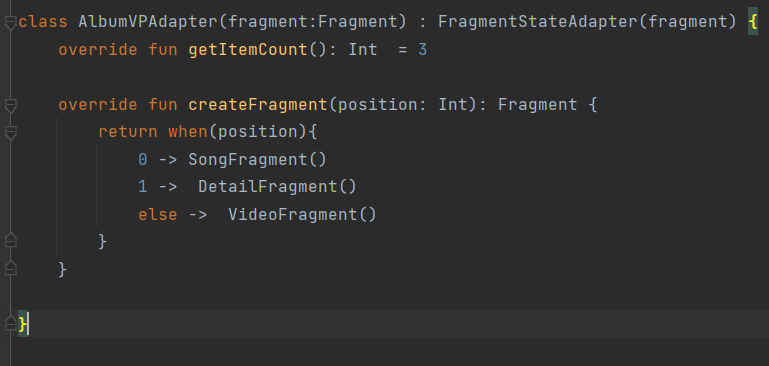 class AlbumVPAdapter(fragment:Fragment) : FragmentStateAdapter(fragment) {
    override fun getItemCount(): Int  = 3
    override fun createFragment(position: Int): Fragment {
        return when(position){
            0 -> SongFragment()
            1 ->  DetailFragment()
            else ->  VideoFragment()
        }
    }
}